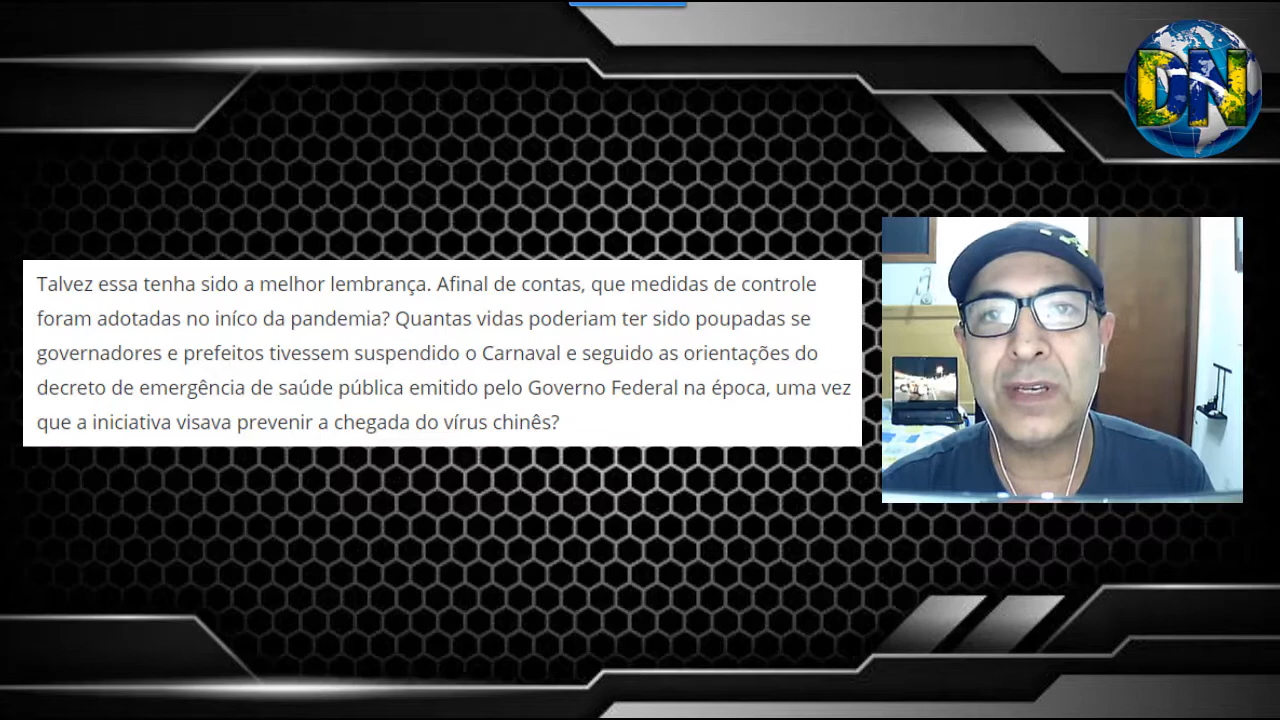 DN
Talvez essa tenha sido a melhor lembrança. Afinal de contas, que medidas de controle
foram adotadas no iníco da pandemia? Quantas vidas poderiam ter sido poupadas se
governadores e prefeitos tivessem suspendido o Carnaval e seguido as orientações do
decreto de emergência de saúde pública emitido pelo Governo Federal na época, uma vez
que a iniciativa visava prevenir a chegada do vírus chinês?